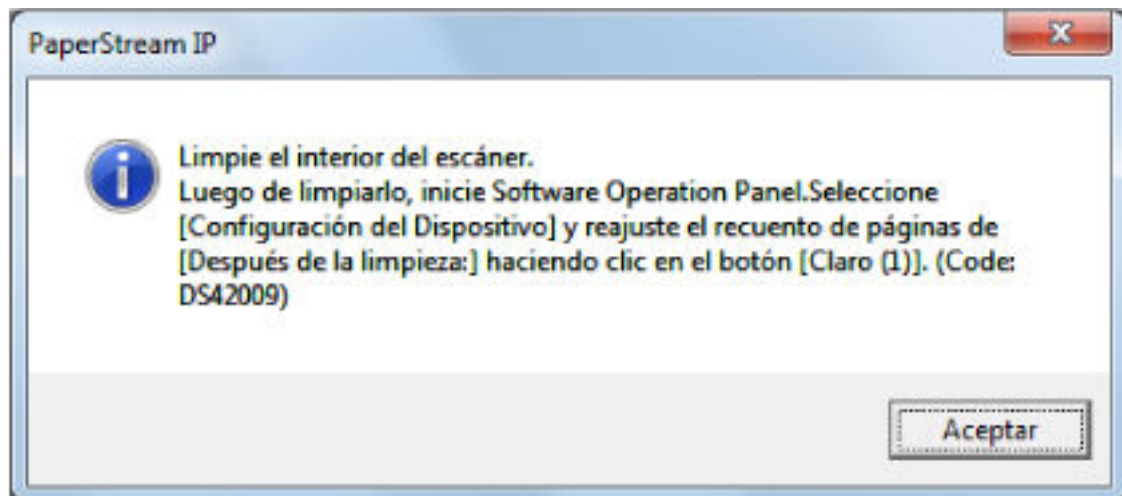 PaperStream IP
Limpie el interior del escáner.
Luego de limpiarlo, inicie Software Operation Panel.Seleccione
[Configuración del Dispositivo] y reajuste el recuento de páginas de
[Después de la limpieza:] haciendo clic en el botón [Claro (1)]. (Code:
DS42009)
Aceptar